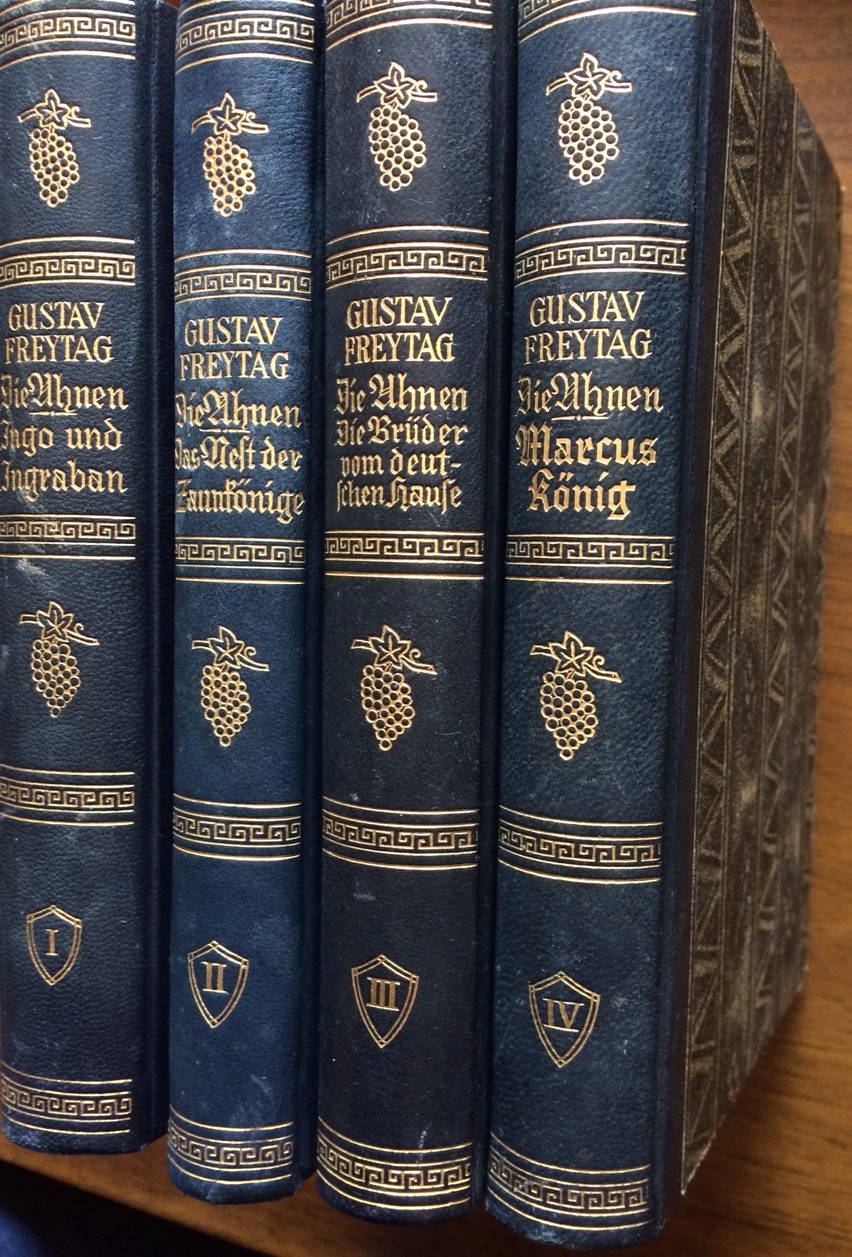 GUSTAV
FREYTAG
Die Ahnen
Ingo und
Ingraban
I
GUSTAV
FREYTAG
Die Ahnen
Das Nest der
Zaunkönige
II
GUSTAV
FREYTAG
Die Ahnen
Die Brüder
vom deut-
schen Hause
III
GUSTAV
FREYTAG
Die Ahnen
Marcus
König
IV